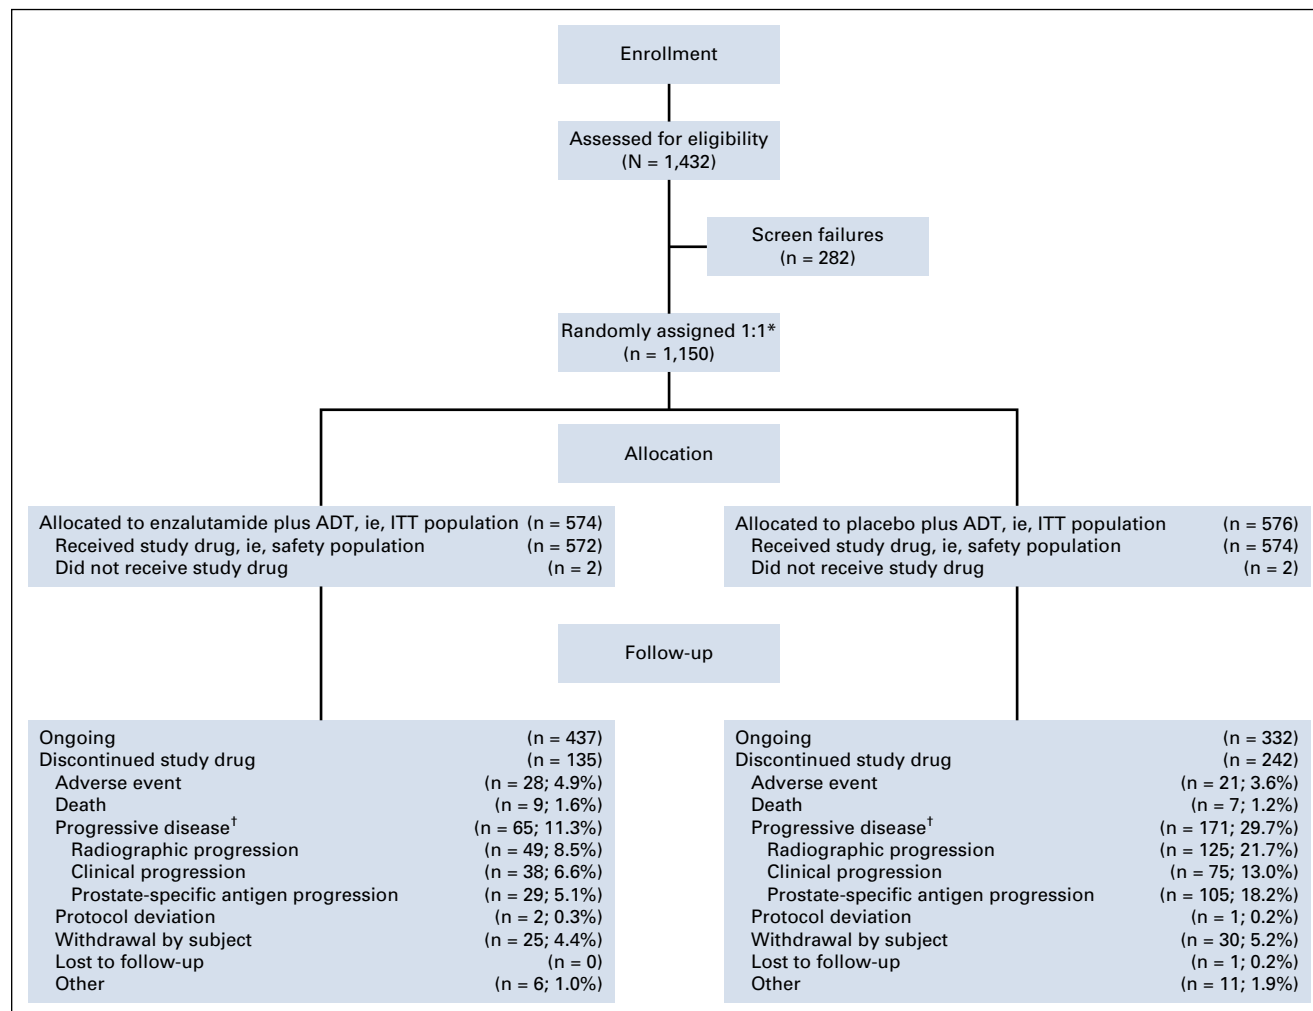 Enrollment
Assessed for eligibility
(N = 1,432)
Screen failures
(n = 282)
Randomly assigned 1:1*
(n = 1,150)
Allocation
Allocated to enzalutamide plus ADT, ie, ITT population (n = 574)
Received study drug, ie, safety population (n = 572)
Did not receive study drug (n = 2)
Allocated to placebo plus ADT, ie, ITT population (n = 576)
Received study drug, ie, safety population (n = 574)
Did not receive study drug (n = 2)
Follow-up
Ongoing (n = 437)
Discontinued study drug (n = 135)
Adverse event (n = 28; 4.9%)
Death (n = 9; 1.6%)
Progressive disease† (n = 65; 11.3%)
Radiographic progression (n = 49; 8.5%)
Clinical progression (n = 38; 6.6%)
Prostate-specific antigen progression (n = 29; 5.1%)
Protocol deviation (n = 2; 0.3%)
Withdrawal by subject (n = 25; 4.4%)
Lost to follow-up (n = 0)
Other (n = 6; 1.0%)
Ongoing (n = 332)
Discontinued study drug (n = 242)
Adverse event (n = 21; 3.6%)
Death (n = 7; 1.2%)
Progressive disease† (n = 171; 29.7%)
Radiographic progression (n = 125; 21.7%)
Clinical progression (n = 75; 13.0%)
Prostate-specific antigen progression (n = 105; 18.2%)
Protocol deviation (n = 1; 0.2%)
Withdrawal by subject (n = 30; 5.2%)
Lost to follow-up (n = 1; 0.2%)
Other (n = 11; 1.9%)